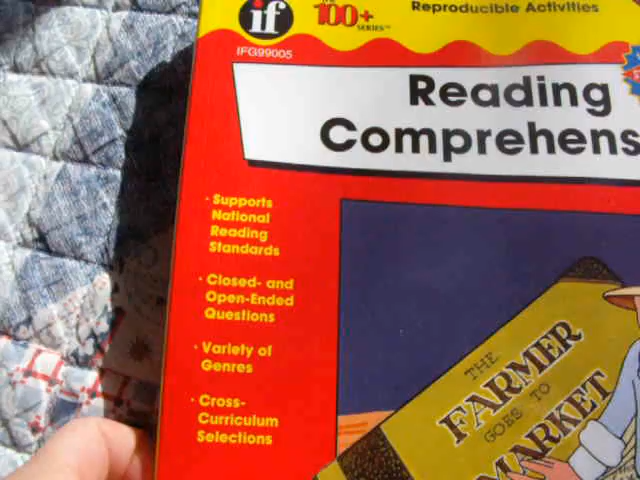 if
100+
SERIES™
Reproducible Activities
IFG99005
Reading
Comprehens
· Supports
National
Reading
Standards
· Closed- and
Open-Ended
Questions
· Variety of
Genres
· Cross-
Curriculum
Selections
THE
FARMER
GOES TO
MARKET